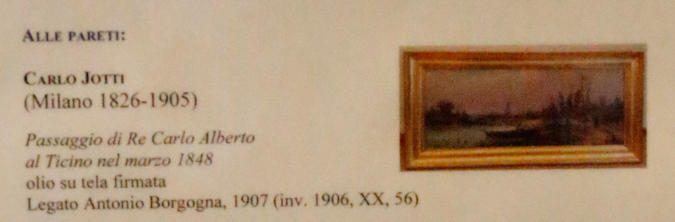 ALLE PARETI:
CARLO JOTTI
(Milano 1826-1905)
Passaggio di Re Carlo Alberto
al Ticino nel marzo 1848
olio su tela firmata
Legato Antonio Borgogna, 1907 (inv. 1906, XX, 56)